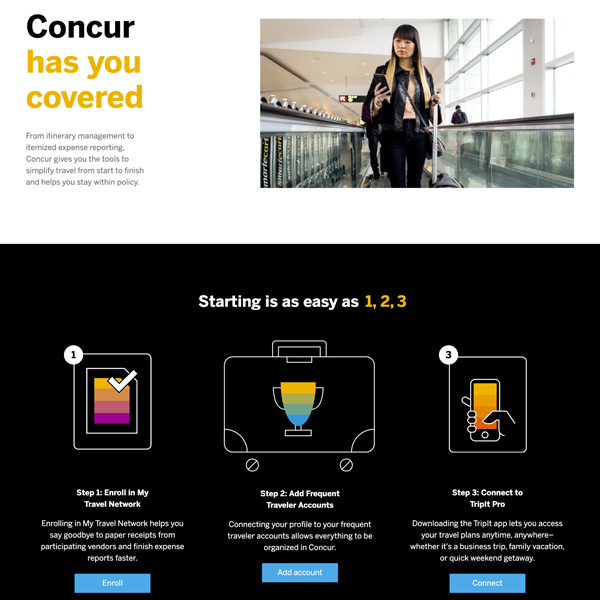 Concur
has you
covered
From itinerary management to
itemized expense reporting,
Concur gives you the tools to
simplify travel from start to finish
and helps you stay within policy.
smartecarte
smartecarte
smartecarte
Starting is as easy as 1, 2, 3
1
3
Step 1: Enroll in My
Travel Network
Enrolling in My Travel Network helps you
say goodbye to paper receipts from
participating vendors and finish expense
reports faster.
Enroll
Step 2: Add Frequent
Traveler Accounts
Connecting your profile to your frequent
traveler accounts allows everything to be
organized in Concur.
Add account
Step 3: Connect to
TripIt Pro
Downloading the TripIt app lets you access
your travel plans anytime, anywhere–
whether it's a business trip, family vacation,
or quick weekend getaway.
Connect